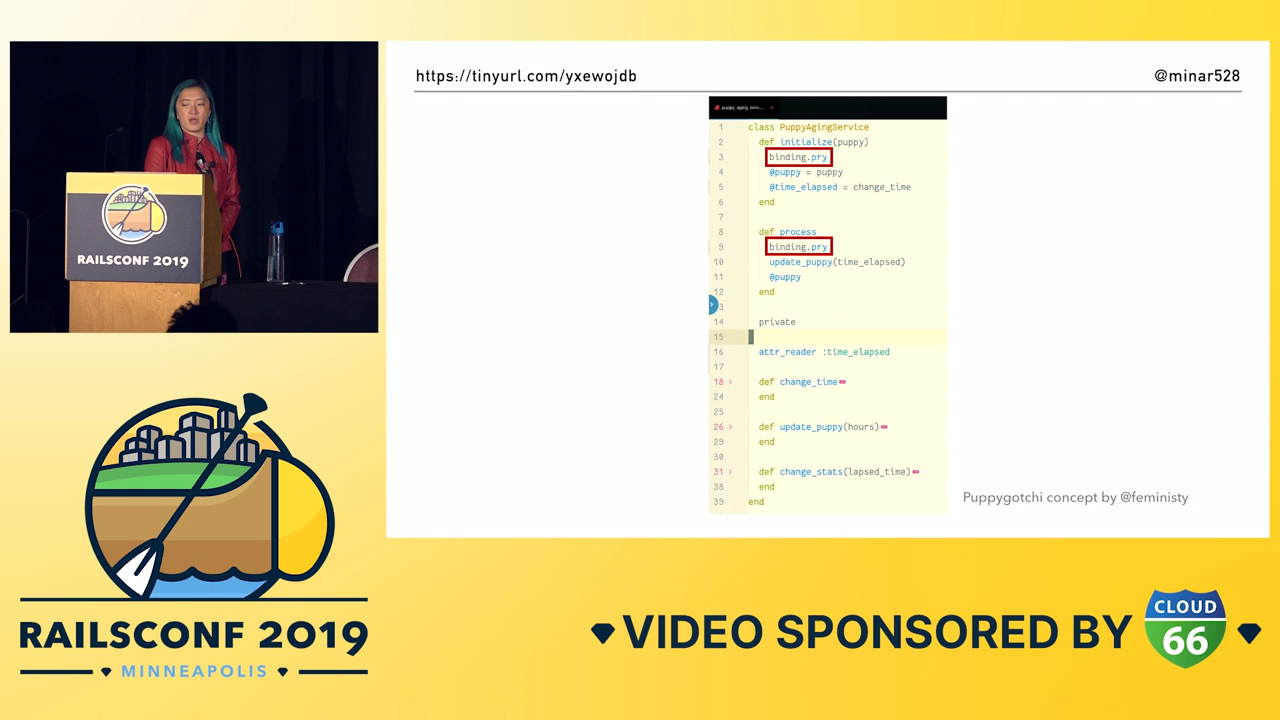 https://tinyurl.com/yxewojdb
@minar528
1 class PuppyAgingService
2 def initialize(puppy)
3 binding.pry
4 @puppy = puppy
5 @time_elapsed = change_time
6 end
7
8 def process
9 binding.pry
10 update_puppy(time_elapsed)
11 @puppy
12 end
3
14 private
15
16 attr_reader :time_elapsed
17
18 def change_time
24 end
25
26 def update_puppy(hours)
29 end
30
31 def change_stats(lapsed_time)
38 end
39 end
Puppygotchi concept by @feministy
RAILSCONF 2019
RAILSCONF 2019
MINNEAPOLIS
VIDEO SPONSORED BY
CLOUD
66